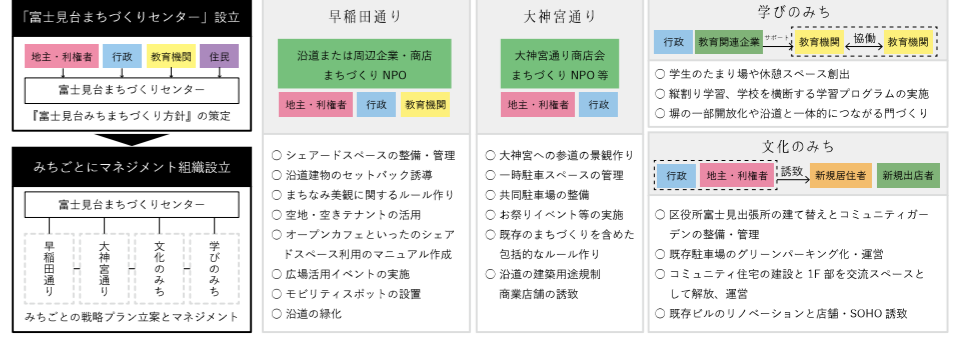 「富士見台まちづくりセンター」設立
地主・利権者
行政
教育機関
住民
富士見台まちづくりセンター
『富士見台みちまちづくり方針』の策定
みちごとにマネジメント組織設立
富士見台まちづくりセンター
早稲田通り
大神宮通り
文化のみち
学びのみち
みちごとの戦略プラン立案とマネジメント
早稲田通り
沿道または周辺企業・商店
まちづくり NPO
地主・利権者
行政
教育機関
○ シェアードスペースの整備・管理
○ 沿道建物のセットパック誘導
○ まちなみ美観に関するルール作り
○ 空地・空きテナントの活用
○ オープンカフェといったのシェア
ドスペース利用のマニュアル作成
○ 広場活用イベントの実施
○ モビリティスポットの設置
○ 沿道の緑化
大神宮通り
大神宮通り商店会
まちづくり NPO 等
地主・利権者
行政
○ 大神宮への参道の景観作り
○ 一時駐車スペースの管理
○ 共同駐車場の整備
○ お祭りイベント等の実施
○ 既存のまちづくりを含めた
包括的なルール作り
○ 沿道の建築用途規制
商業店舗の誘致
学びのみち
行政
教育関連企業
サポート
教育機関
協働
教育機関
○ 学生のたまり場や休憩スペース創出
○ 縦割り学習、学校を横断する学習プログラムの実施
○ 塀の一部開放化や沿道と一体的につながる門づくり
文化のみち
行政
地主・利権者
誘致
新規居住者
新規出店者
○ 区役所富士見出張所の建て替えとコミュニティガー
デンの整備・管理
○ 既存駐車場のグリーンパーキング化・運営
○ コミュニティ住宅の建設と 1F 部を交流スペースと
して解放、運営
○ 既存ビルのリノベーションと店舗・SOHO 誘致